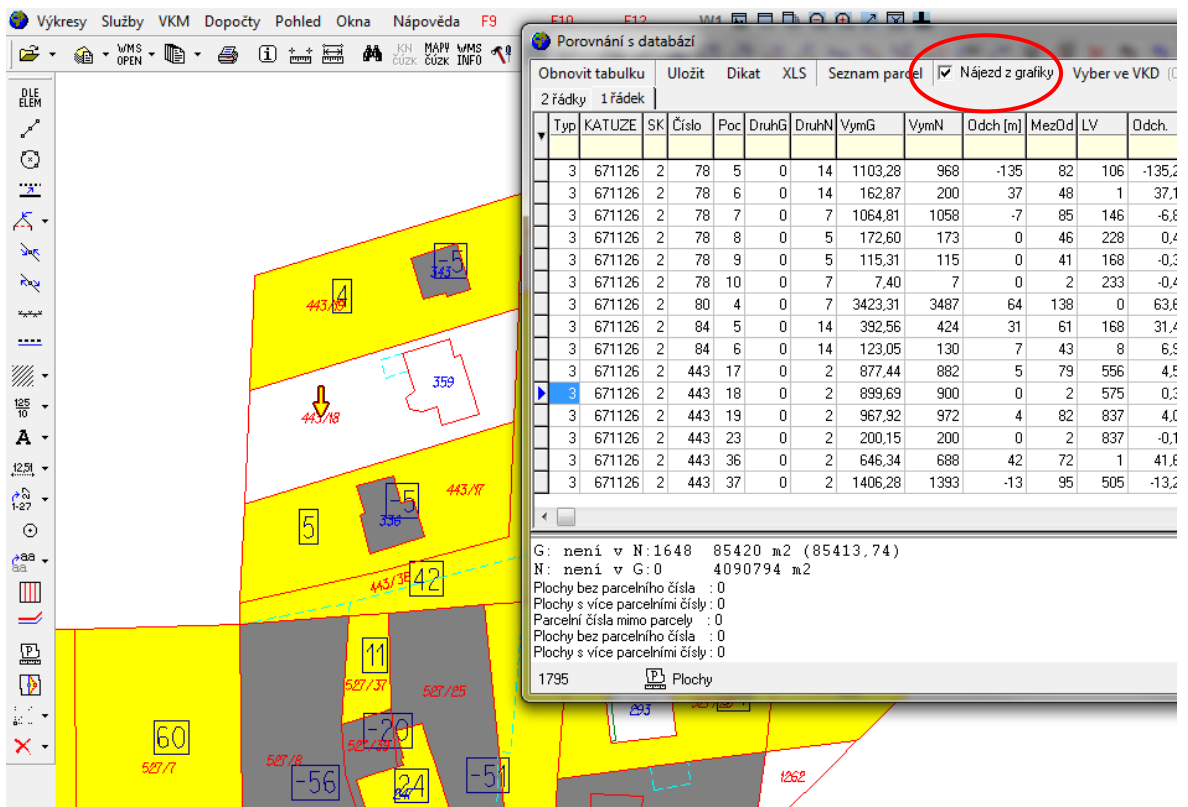 Výkresy Služby VKM Dopočty Pohled Okna Nápověda F9 F10 F12
WMS OPEN KN ČÚZK MAPY ČÚZK WMS INFO
DLE ELEM
125
10
A
12,51
1-27
aa
aa
P
Porovnání s databází
Obnovit tabulku Uložit Dikat XLS Seznam parcel Nájezd z grafiky Vyber ve VKD
2 řádky 1 řádek
Typ KATUZE SK Číslo Poc DruhG DruhN VymG VymN Odch [m] MezOd LV Odch.
3 671126 2 78 5 0 14 1103,28 968 -135 82 106 -135,2
3 671126 2 78 6 0 14 162,87 200 37 48 1 37,1
3 671126 2 78 7 0 7 1064,81 1058 -7 85 146 -6,8
3 671126 2 78 8 0 5 172,60 173 0 46 228 0,4
3 671126 2 78 9 0 5 115,31 115 0 41 168 -0,3
3 671126 2 78 10 0 7 7,40 7 0 2 233 -0,4
3 671126 2 80 4 0 7 3423,31 3487 64 138 0 63,6
3 671126 2 84 5 0 14 392,56 424 31 61 168 31,4
3 671126 2 84 6 0 14 123,05 130 7 43 8 6,9
3 671126 2 443 17 0 2 877,44 882 5 79 556 4,5
3 671126 2 443 18 0 2 899,69 900 0 2 575 0,3
3 671126 2 443 19 0 2 967,92 972 4 82 837 4,0
3 671126 2 443 23 0 2 200,15 200 0 2 837 -0,1
3 671126 2 443 36 0 2 646,34 688 42 72 1 41,6
3 671126 2 443 37 0 2 1406,28 1393 -13 95 505 -13,2
G: není v N:1648 85420 m2 (85413,74)
N: není v G:0 4090794 m2
Plochy bez parcelního čísla : 0
Plochy s více parcelními čísly : 0
Parcelní čísla mimo parcely : 0
Plochy bez parcelního čísla : 0
Plochy s více parcelními čísly : 0
1795 P Plochy
-5
343
4
443/19
359
443/18
443/17
-5
336
5
42
11
527/37
527/25
293
-20
60
527/7
527/8
-56
24
247
-51
1262